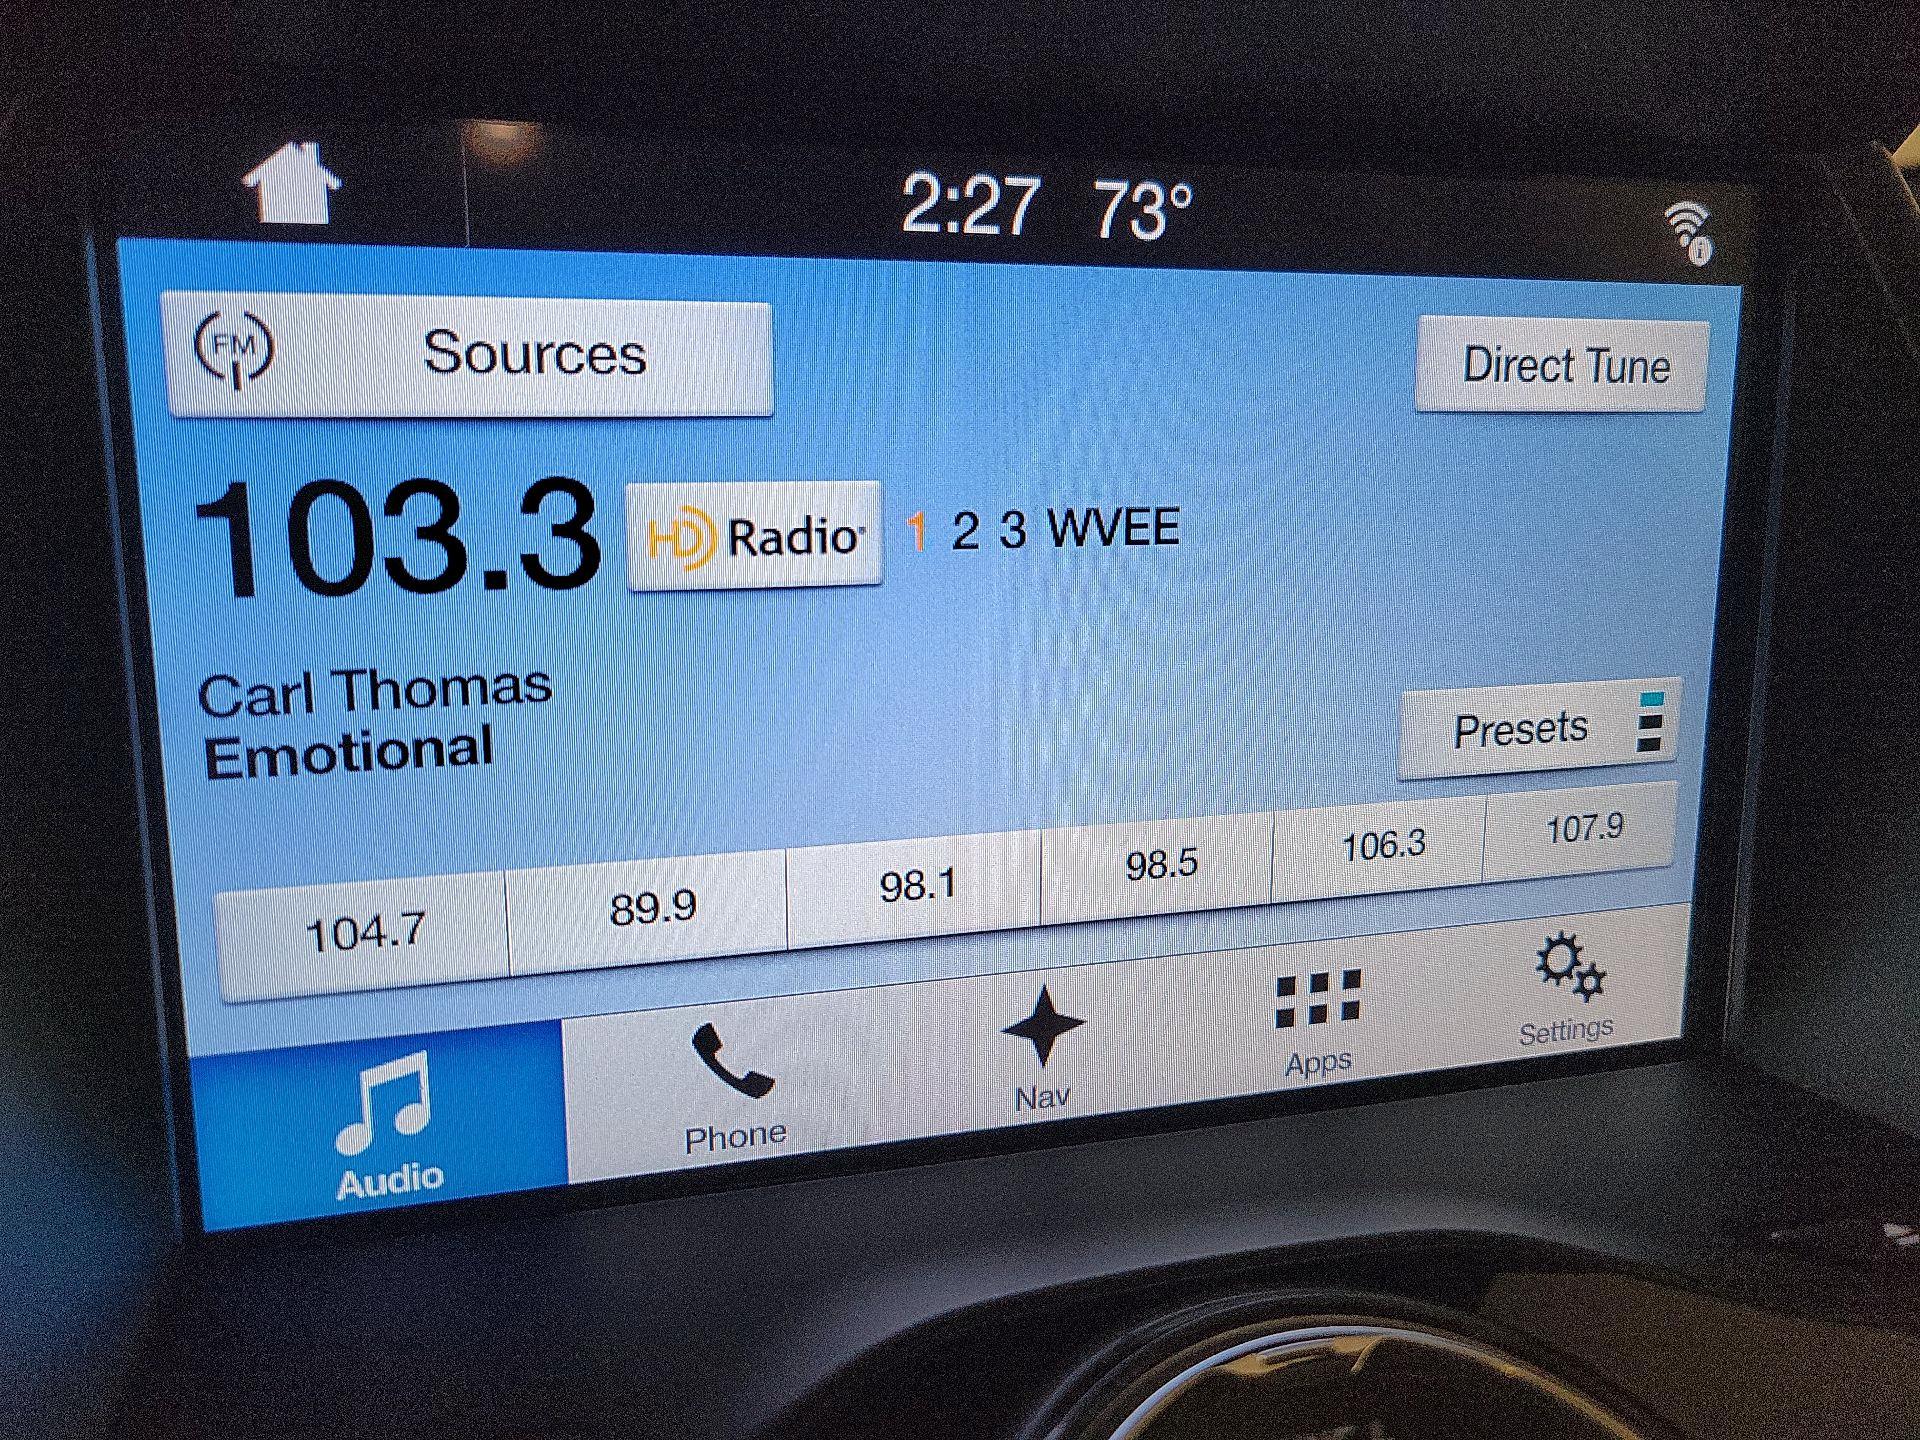 2:27 73°
FM Sources
Direct Tune
103.3 HD Radio 1 2 3 WVEE
Carl Thomas
Emotional
Presets
104.7 89.9 98.1 98.5 106.3 107.9
Audio Phone Nav Apps Settings